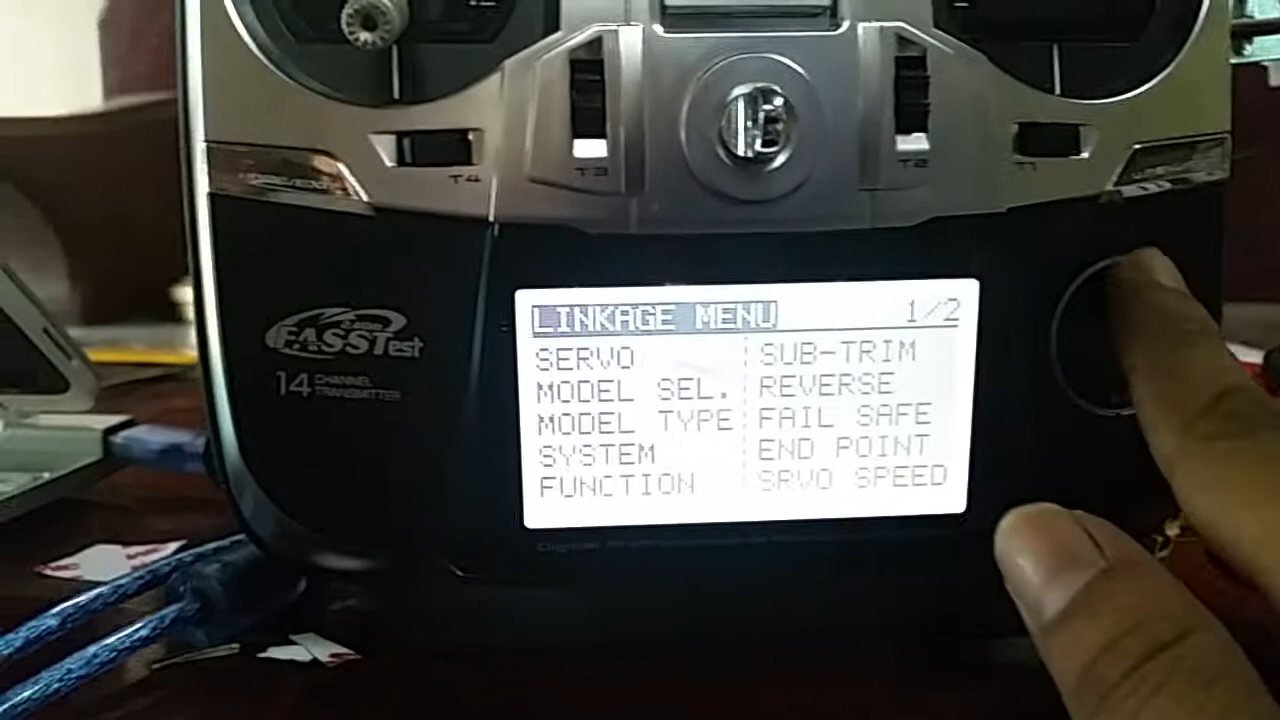 T4
T3
T2
T1
FASSTest
14 CHANNEL
TRANSMITTER
LINKAGE MENU 1/2
SERVO SUB-TRIM
MODEL SEL. REVERSE
MODEL TYPE FAIL SAFE
SYSTEM END POINT
FUNCTION SRVO SPEED